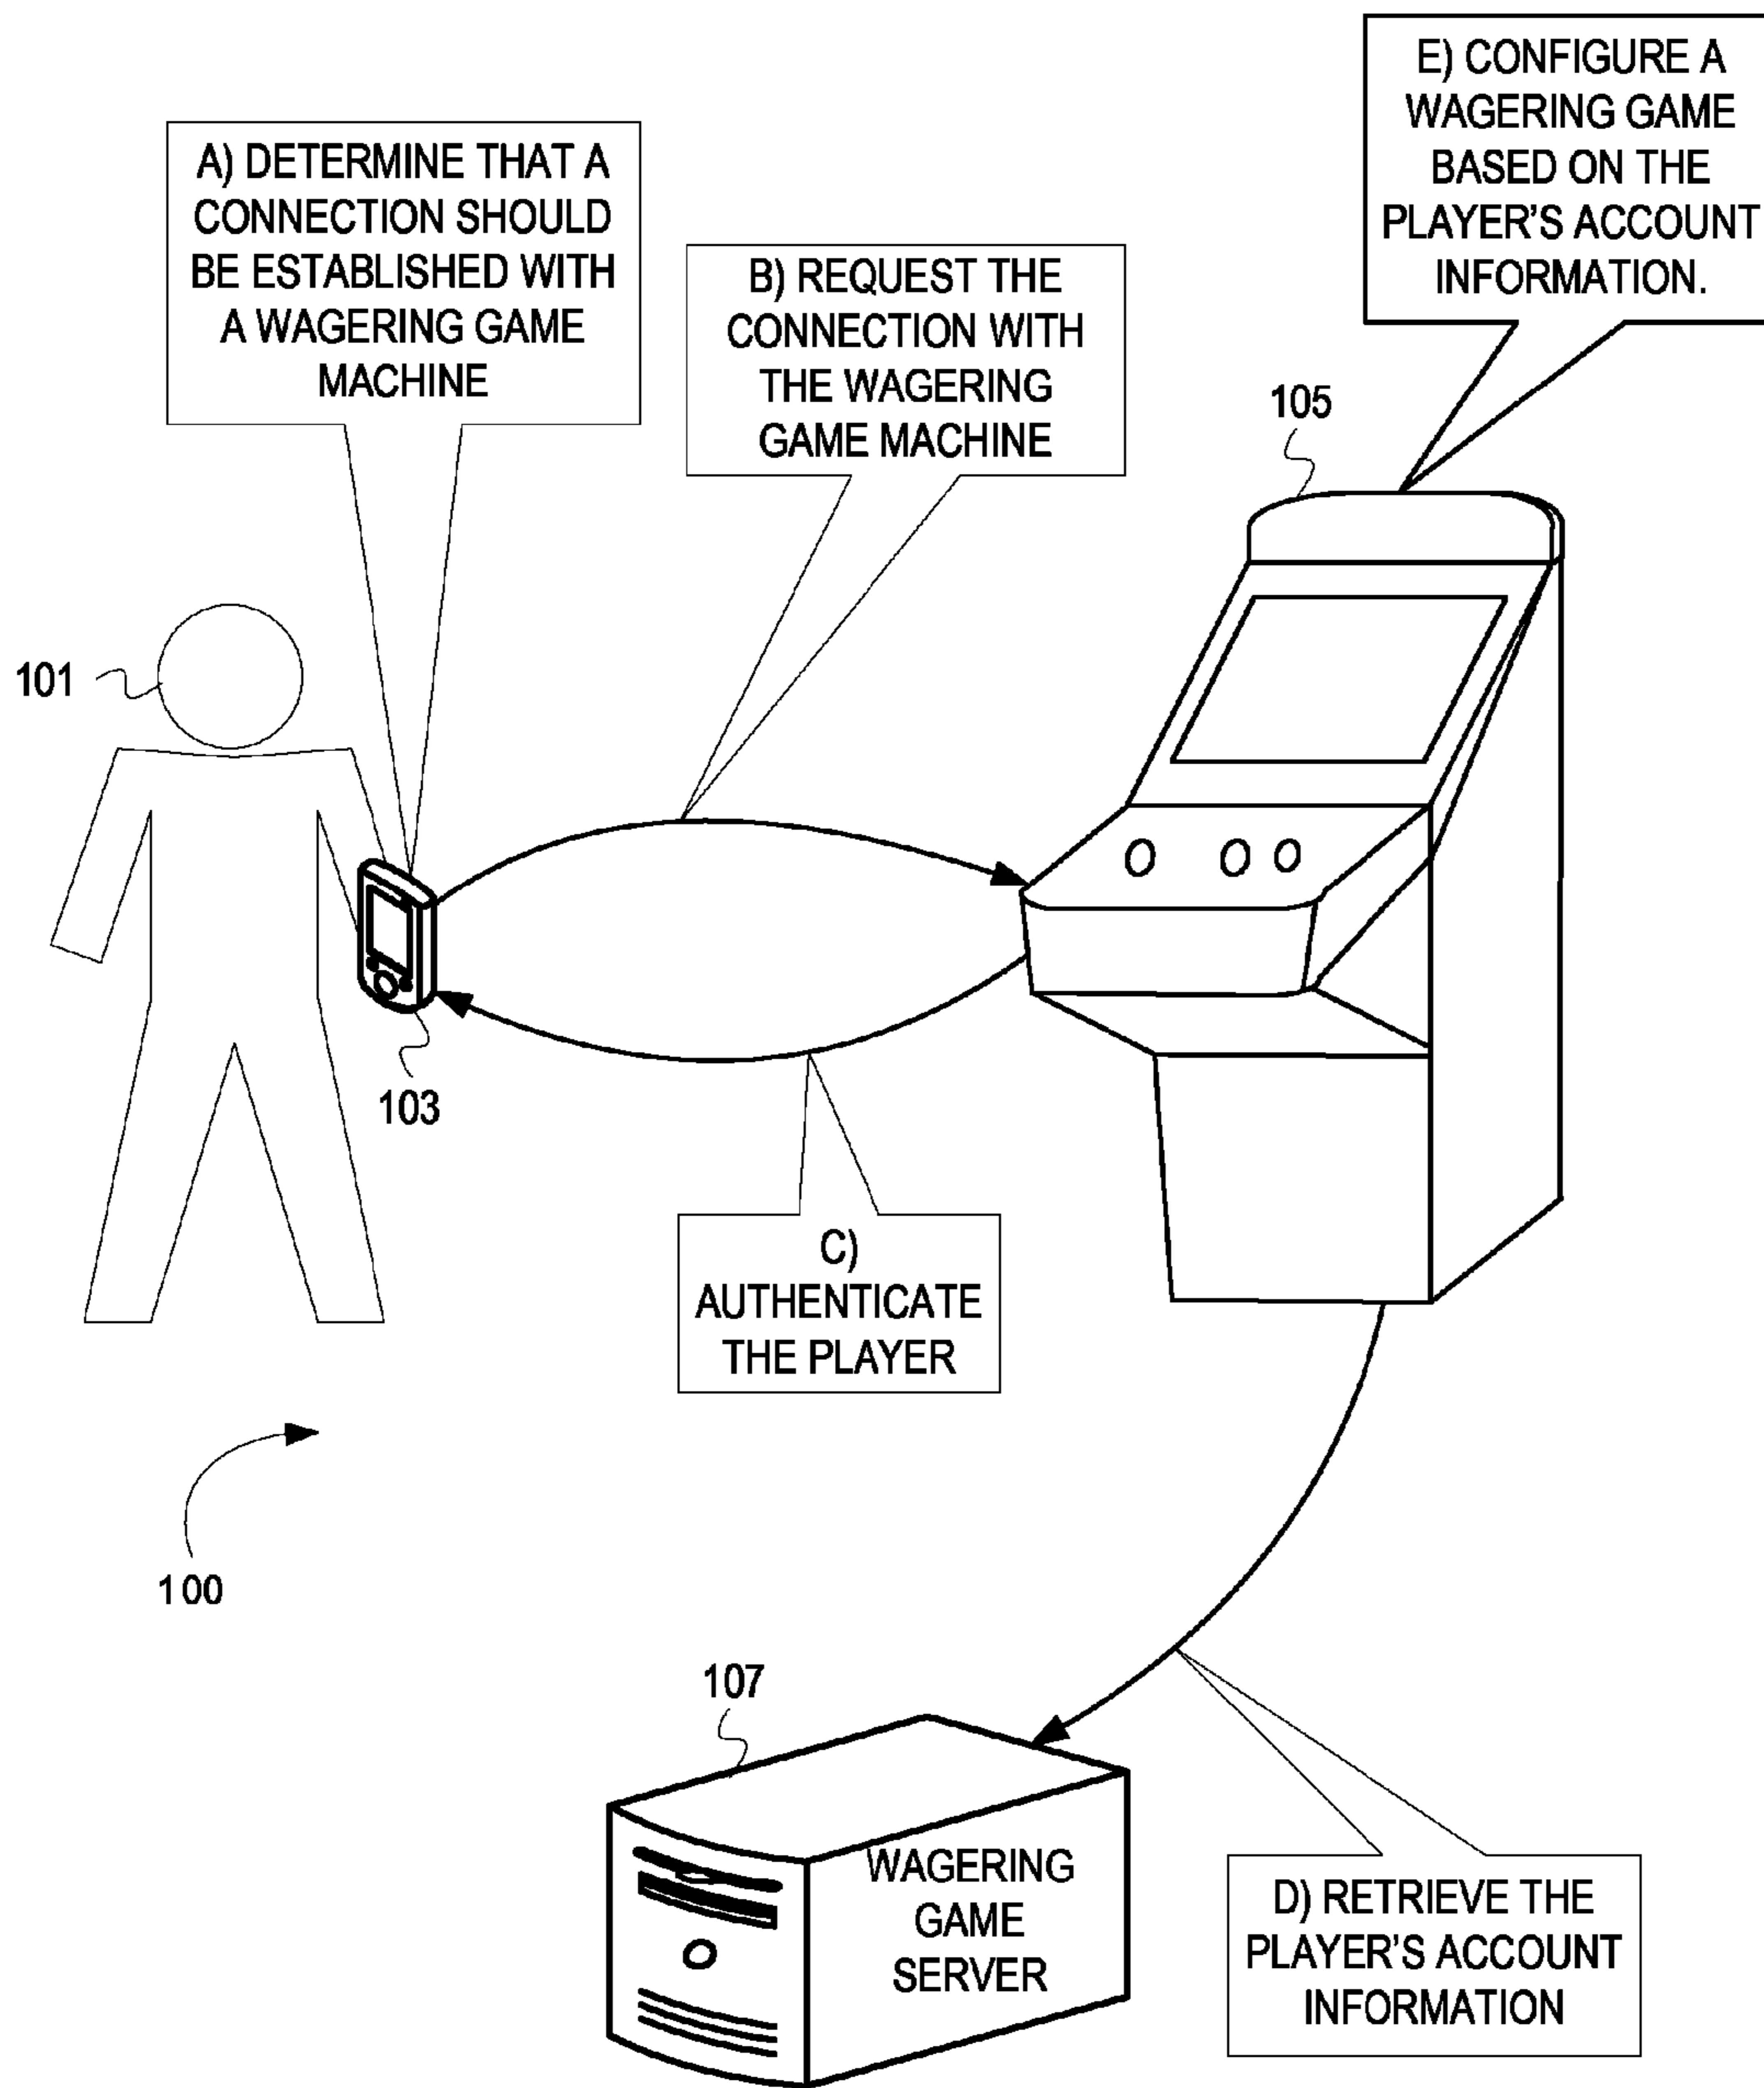 E) CONFIGURE A
WAGERING GAME
BASED ON THE
PLAYER'S ACCOUNT
INFORMATION.
A) DETERMINE THAT A
CONNECTION SHOULD
BE ESTABLISHED WITH
A WAGERING GAME
MACHINE
B) REQUEST THE
CONNECTION WITH
THE WAGERING
GAME MACHINE
105
101
103
C)
AUTHENTICATE
THE PLAYER
100
107
WAGERING
GAME
SERVER
D) RETRIEVE THE
PLAYER'S ACCOUNT
INFORMATION